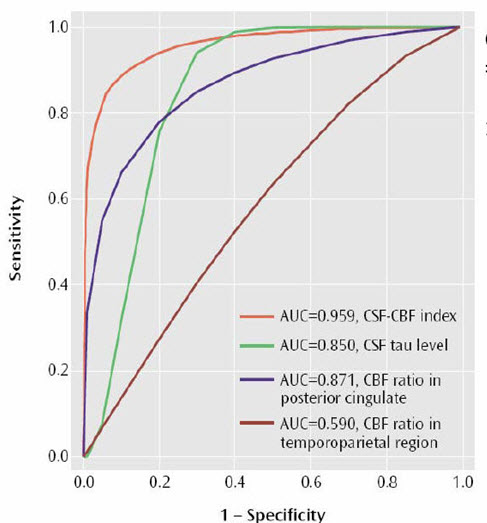 1.0
0.8
0.6
0.4
0.2
0.0
Sensitivity
AUC=0.959, CSF-CBF index
AUC=0.850, CSF tau level
AUC=0.871, CBF ratio in
posterior cingulate
AUC=0.590, CBF ratio in
temporoparietal region
0.0 0.2 0.4 0.6 0.8 1.0
1 – Specificity